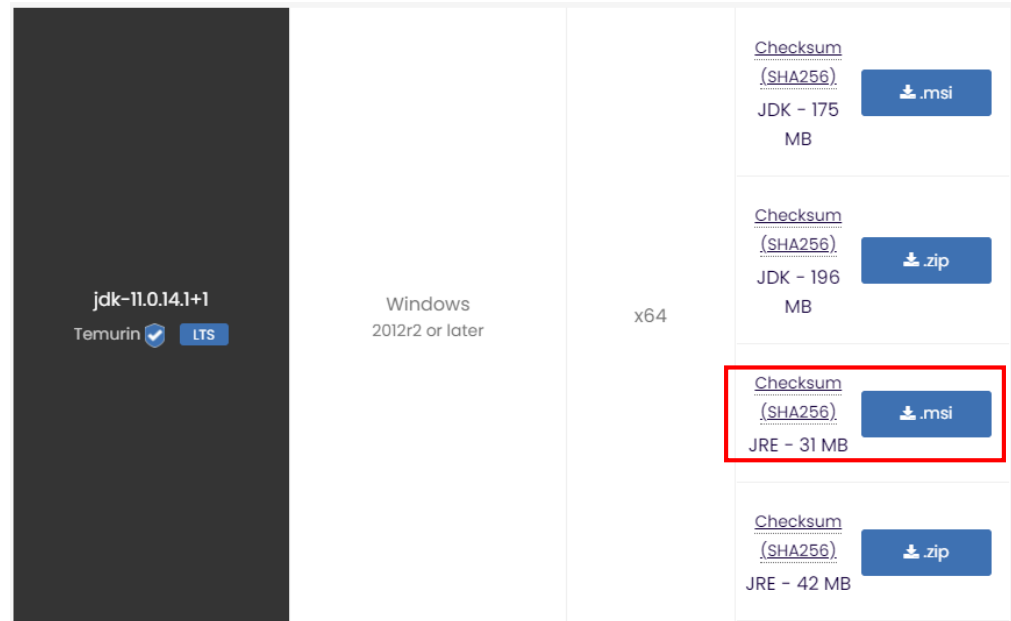 jdk-11.0.14.1+1
Temurin LTS
Windows
2012r2 or later
x64
Checksum
(SHA256)
JDK - 175
MB
.msi
Checksum
(SHA256)
JDK - 196
MB
.zip
Checksum
(SHA256)
JRE - 31 MB
.msi
Checksum
(SHA256)
JRE - 42 MB
.zip